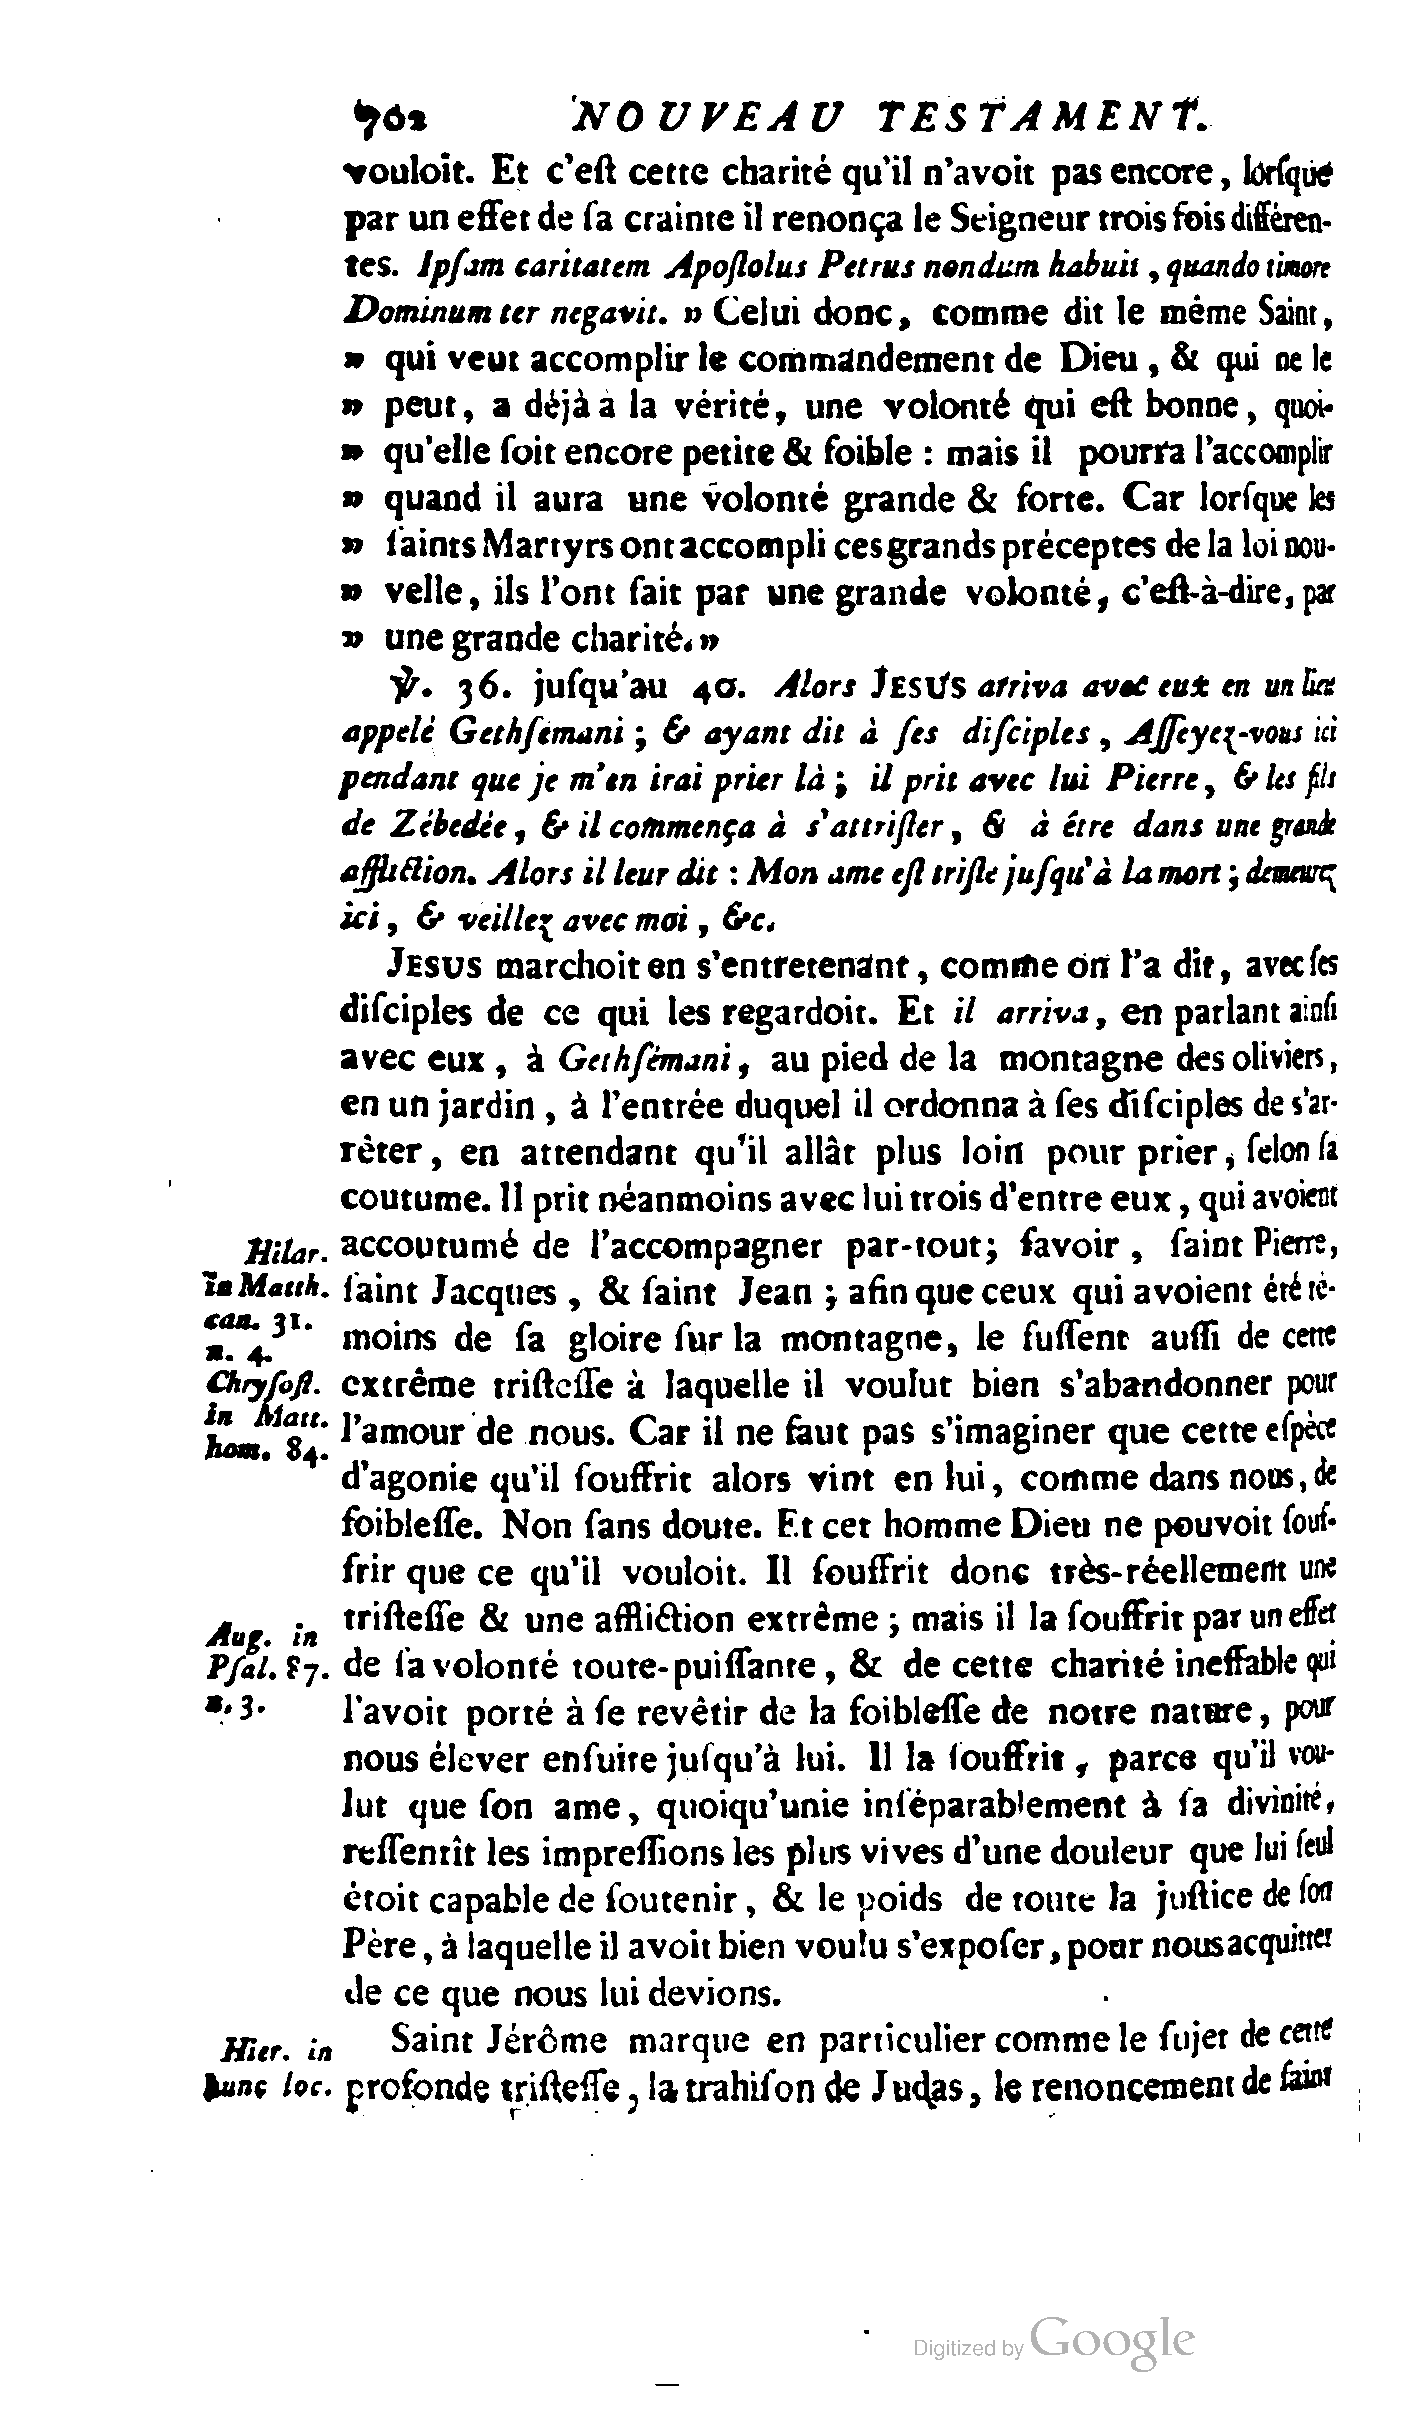 702 NOUVEAU TESTAMENT.
vouloit. Et c'eſt cette charité qu'il n'avoit pas encore, lorſque
par un effet de ſa crainte il renonça le Seigneur trois fois différen-
tes. Ipſam caritatem Apoſtolus Petrus nondum habuit, quando timore
Dominum ter negavit. » Celui donc, comme dit le même Saint,
» qui veut accomplir le commandement de Dieu, & qui ne le
» peut, a déjà à la vérité, une volonté qui eſt bonne, quoi-
» qu'elle ſoit encore petite & foible : mais il pourra l'accomplir
» quand il aura une volonté grande & forte. Car lorſque les
» ſaints Martyrs ont accompli ces grands préceptes de la loi nou-
» velle, ils l'ont fait par une grande volonté, c'eſt-à-dire, par
» une grande charité. »
℣. 36. juſqu'au 40. Alors JESUS arriva avec eux en un lieu
appelé Gethſémani ; & ayant dit à ſes diſciples, Aſſeyez-vous ici
pendant que je m'en irai prier là ; il prit avec lui Pierre, & les fils
de Zébedée, & il commença à s'attriſter, & à être dans une grande
affliction. Alors il leur dit : Mon ame eſt triſte juſqu'à la mort ; demeurez
ici, & veillez avec moi, &c.
JESUS marchoit en s'entretenant, comme on l'a dit, avec ſes
diſciples de ce qui les regardoit. Et il arriva, en parlant ainſi
avec eux, à Gethſémani, au pied de la montagne des oliviers,
en un jardin, à l'entrée duquel il ordonna à ſes diſciples de s'ar-
rêter, en attendant qu'il allât plus loin pour prier, ſelon ſa
coutume. Il prit néanmoins avec lui trois d'entre eux, qui avoient
Hilar. accoutumé de l'accompagner par-tout; ſavoir, ſaint Pierre,
in Matth. ſaint Jacques, & ſaint Jean ; afin que ceux qui avoient été té-
can. 31.
n. 4. moins de ſa gloire ſur la montagne, le fuſſent auſſi de cette
Chryſoſt. extrême triſteſſe à laquelle il voulut bien s'abandonner pour
in Matt. l'amour de nous. Car il ne faut pas s'imaginer que cette eſpèce
hom. 84.
d'agonie qu'il ſouffrit alors vint en lui, comme dans nous, de
foibleſſe. Non ſans doute. Et cet homme Dieu ne pouvoit ſouf-
frir que ce qu'il vouloit. Il ſouffrit donc très-réellement une
triſteſſe & une affliction extrême ; mais il la ſouffrit par un effet
Aug. in
Pſal. 87. de ſa volonté toute-puiſſante, & de cette charité ineffable qui
n. 3. l'avoit porté à ſe revêtir de la foibleſſe de notre nature, pour
nous élever enſuite juſqu'à lui. Il la ſouffrit, parce qu'il vou-
lut que ſon ame, quoiqu'unie inſéparablement à ſa divinité,
reſſentît les impreſſions les plus vives d'une douleur que lui ſeul
étoit capable de ſoutenir, & le poids de toute la juſtice de ſon
Père, à laquelle il avoit bien voulu s'expoſer, pour nous acquitter
de ce que nous lui devions.
Hier. in Saint Jérôme marque en particulier comme le ſujet de cette
hunc loc. profonde triſteſſe, la trahiſon de Judas, le renoncement de ſaint
Digitized by Google